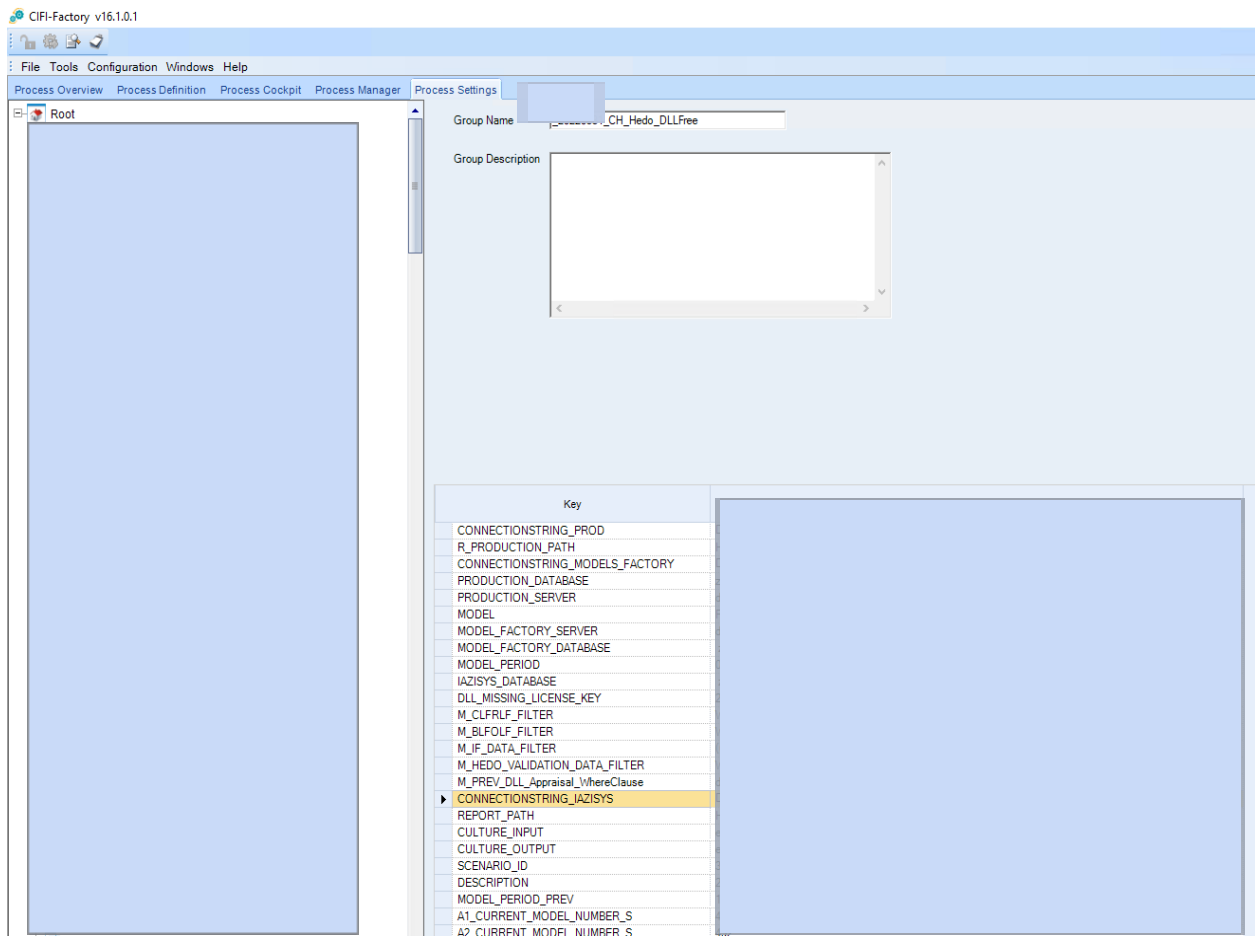 CIFI-Factory v16.1.0.1
File Tools Configuration Windows Help
Process Overview Process Definition Process Cockpit Process Manager Process Settings
Root
Group Name
_CH_Hedo_DLLFree
Group Description
Key
CONNECTIONSTRING_PROD
R_PRODUCTION_PATH
CONNECTIONSTRING_MODELS_FACTORY
PRODUCTION_DATABASE
PRODUCTION_SERVER
MODEL
MODEL_FACTORY_SERVER
MODEL_FACTORY_DATABASE
MODEL_PERIOD
IAZISYS_DATABASE
DLL_MISSING_LICENSE_KEY
M_CLFRLF_FILTER
M_BLFOLF_FILTER
M_IF_DATA_FILTER
M_HEDO_VALIDATION_DATA_FILTER
M_PREV_DLL_Appraisal_WhereClause
CONNECTIONSTRING_IAZISYS
REPORT_PATH
CULTURE_INPUT
CULTURE_OUTPUT
SCENARIO_ID
DESCRIPTION
MODEL_PERIOD_PREV
A1_CURRENT_MODEL_NUMBER_S
A2_CURRENT_MODEL_NUMBER_S